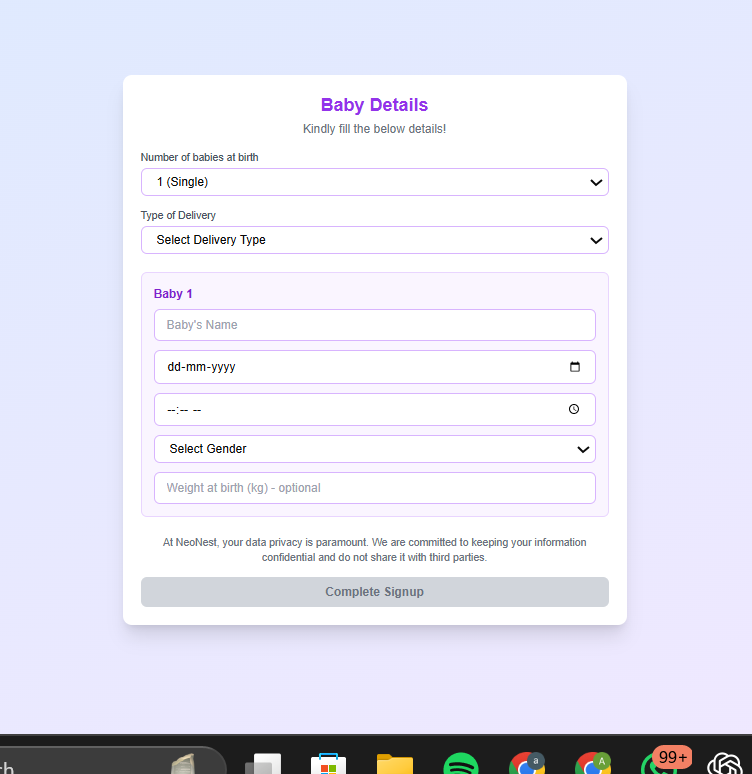 Baby Details
Kindly fill the below details!
Number of babies at birth
1 (Single)
Type of Delivery
Select Delivery Type
Baby 1
Baby's Name
dd-mm-yyyy
--:-- --
Select Gender
Weight at birth (kg) - optional
At NeoNest, your data privacy is paramount. We are committed to keeping your information
confidential and do not share it with third parties.
Complete Signup
ch
a
A
99+